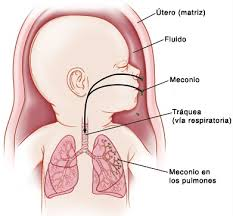 Útero (matriz)
Fluido
Meconio
Tráquea
(vía respiratoria)
Meconio en
los pulmones